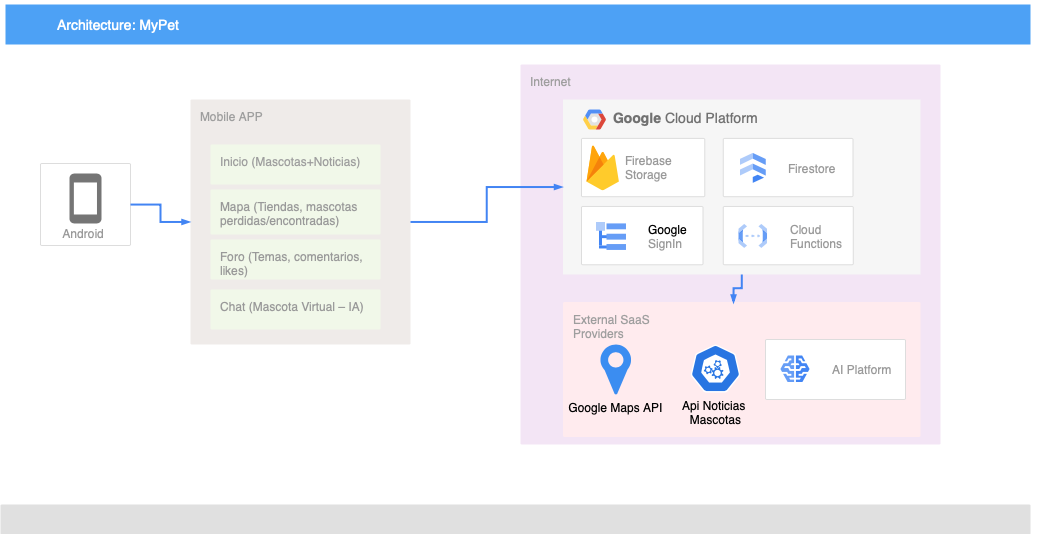 Architecture: MyPet
Internet
Mobile APP
Google Cloud Platform
Inicio (Mascotas+Noticias)
Firebase
Storage
Firestore
Android
Mapa (Tiendas, mascotas
perdidas/encontradas)
Google
SignIn
Cloud
Functions
Foro (Temas, comentarios,
likes)
Chat (Mascota Virtual – IA)
External SaaS
Providers
Google Maps API
Api Noticias
Mascotas
AI Platform